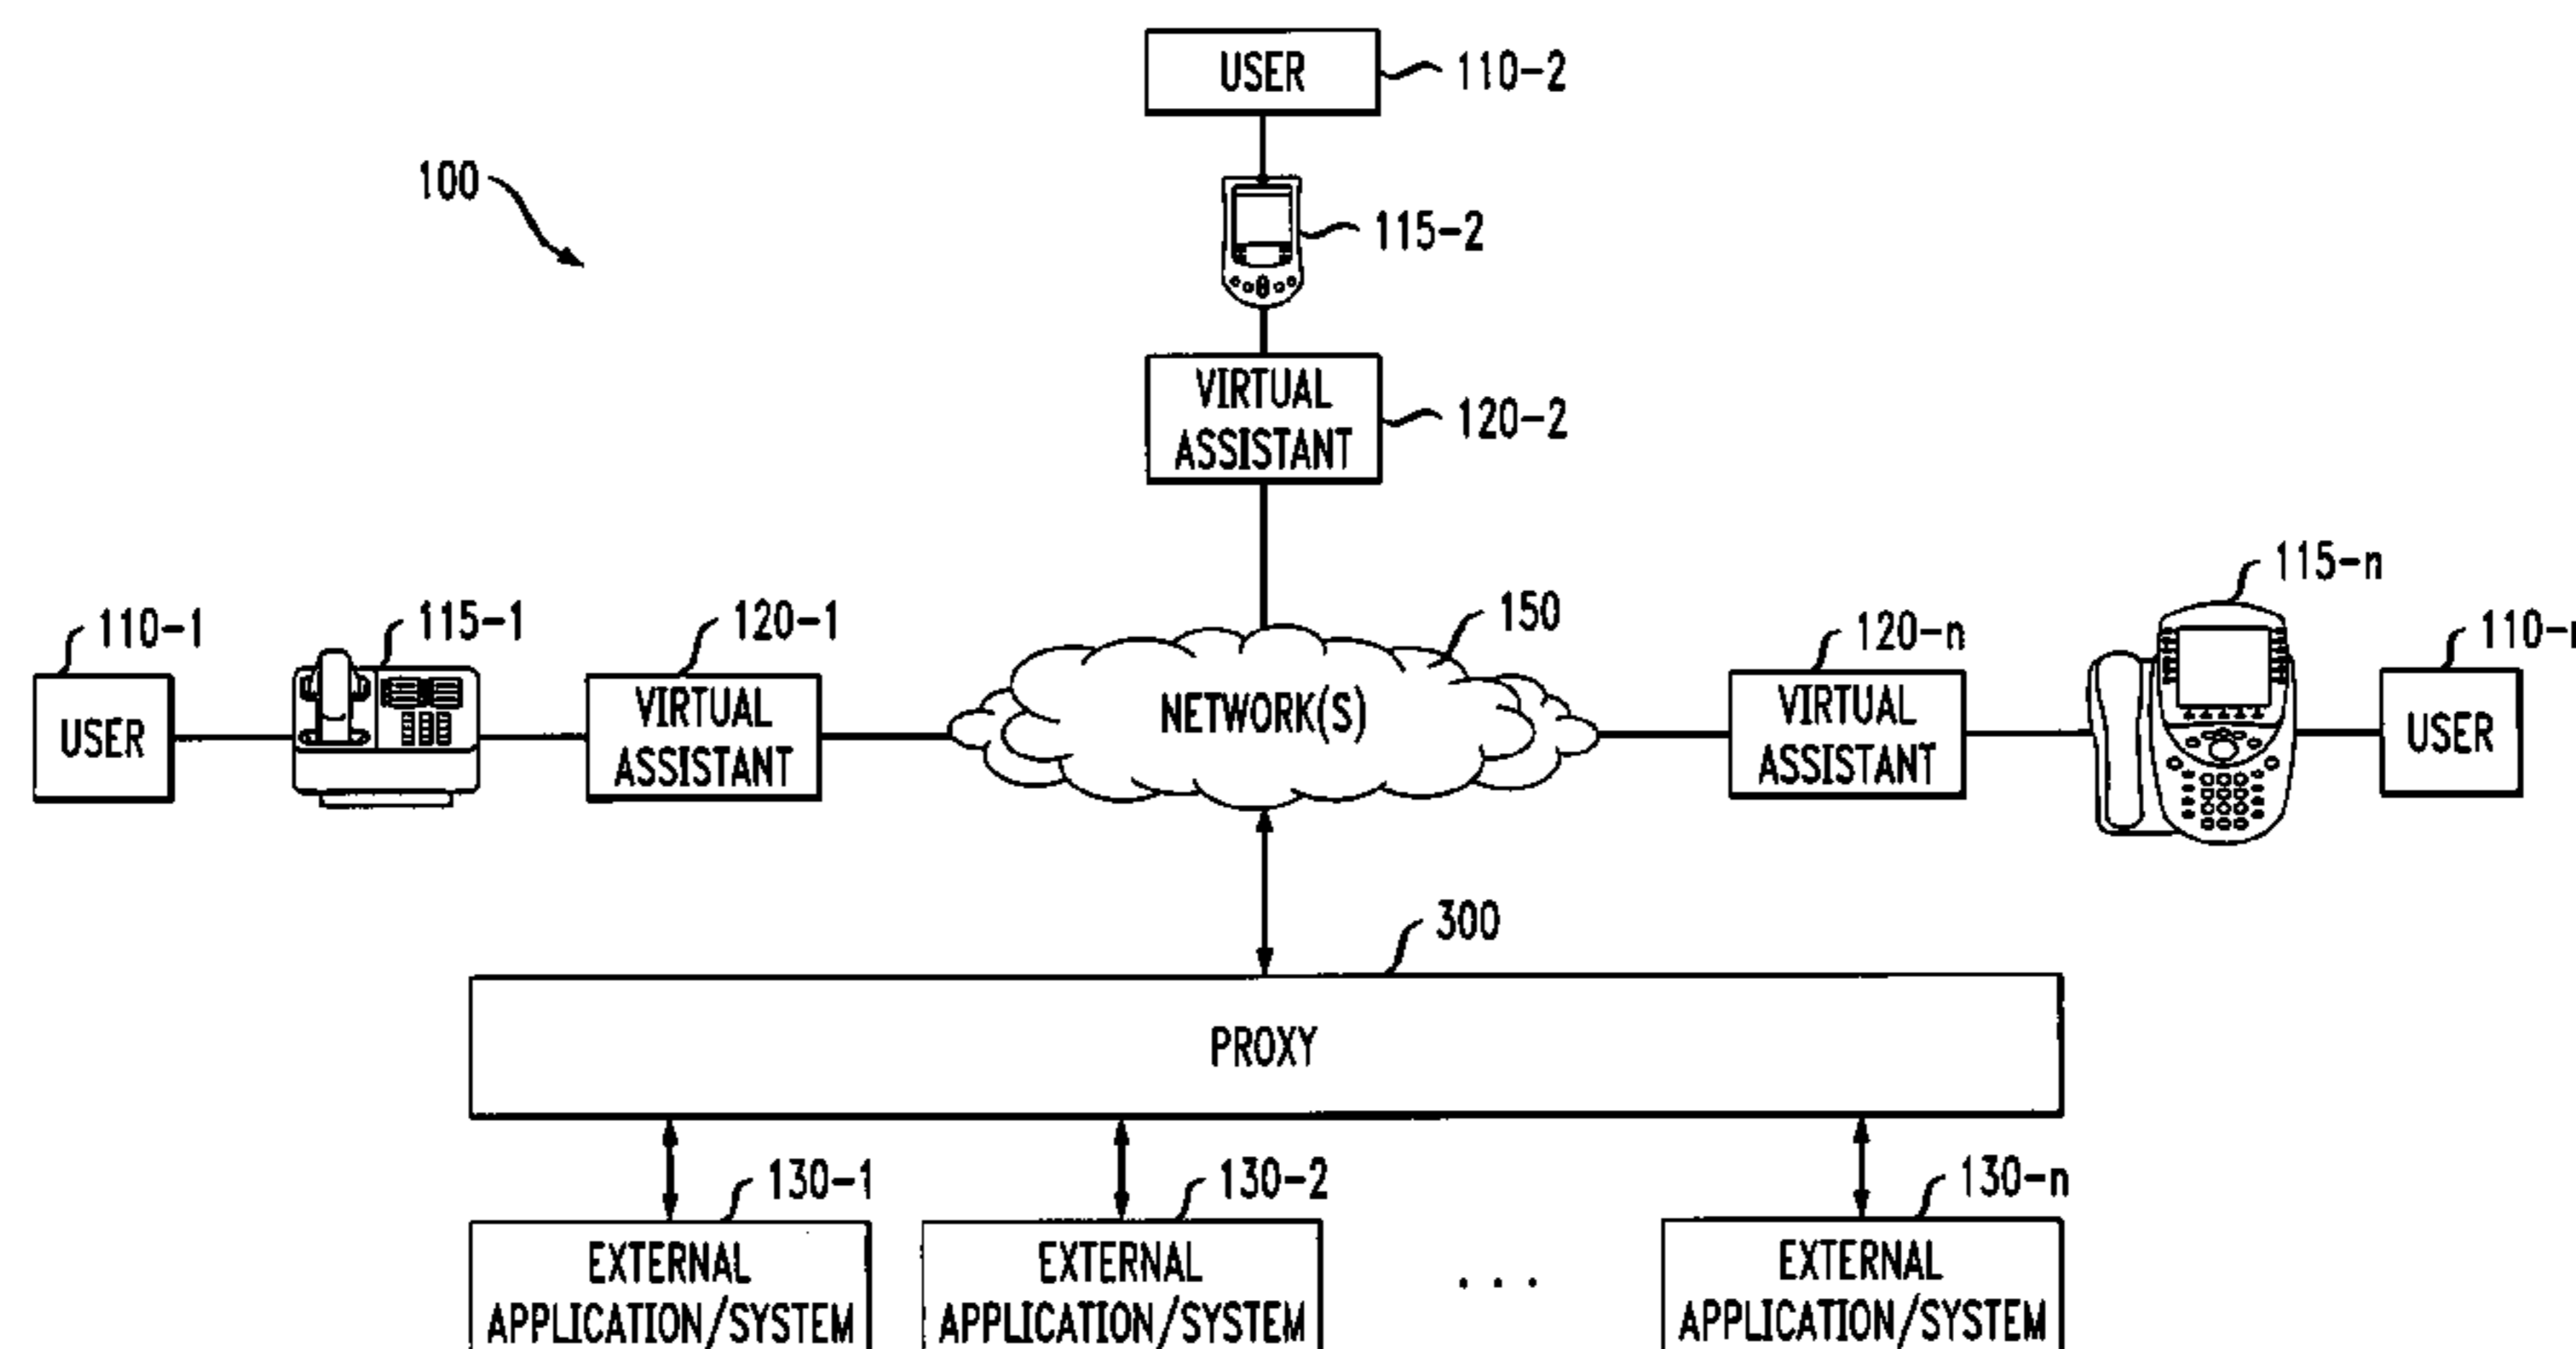 USER
110-2
100
115-2
VIRTUAL
ASSISTANT
120-2
110-1
115-1
120-1
150
120-n
115-n
USER
VIRTUAL
ASSISTANT
NETWORK(S)
VIRTUAL
ASSISTANT
USER
300
PROXY
130-1
130-2
130-n
EXTERNAL
APPLICATION/SYSTEM
EXTERNAL
APPLICATION/SYSTEM
. . .
EXTERNAL
APPLICATION/SYSTEM